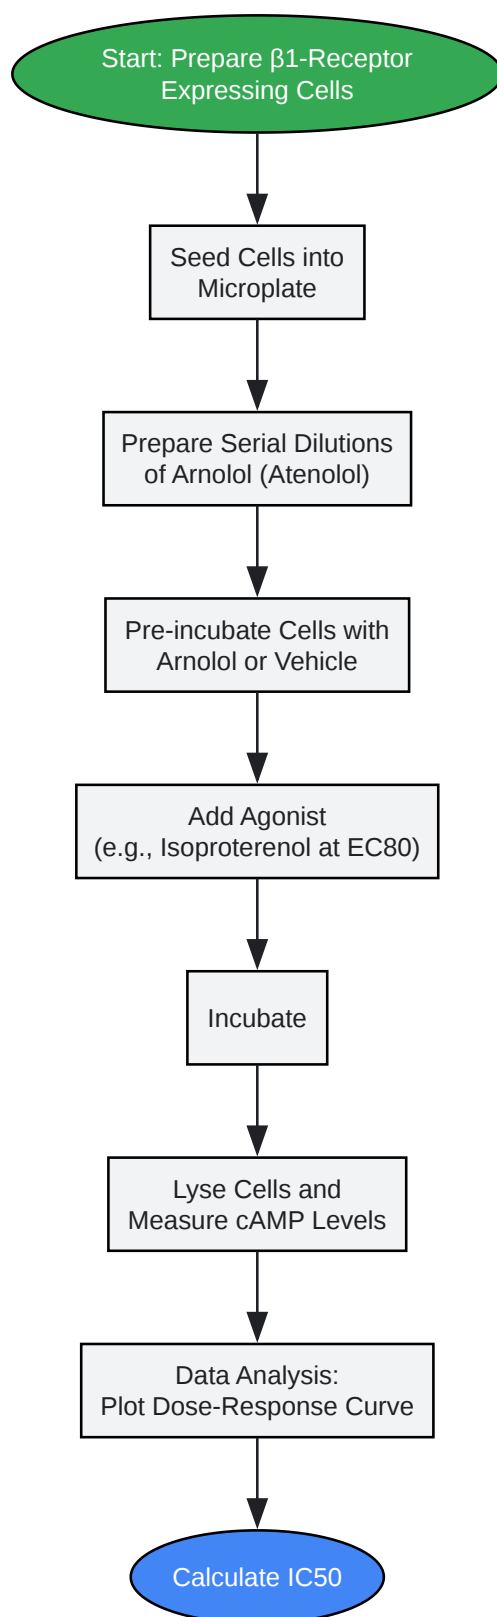 Start: Prepare β1-Receptor
Expressing Cells
Seed Cells into
Microplate
Prepare Serial Dilutions
of Arnolol (Atenolol)
Pre-incubate Cells with
Arnolol or Vehicle
Add Agonist
(e.g., Isoproterenol at EC80)
Incubate
Lyse Cells and
Measure cAMP Levels
Data Analysis:
Plot Dose-Response Curve
Calculate IC50